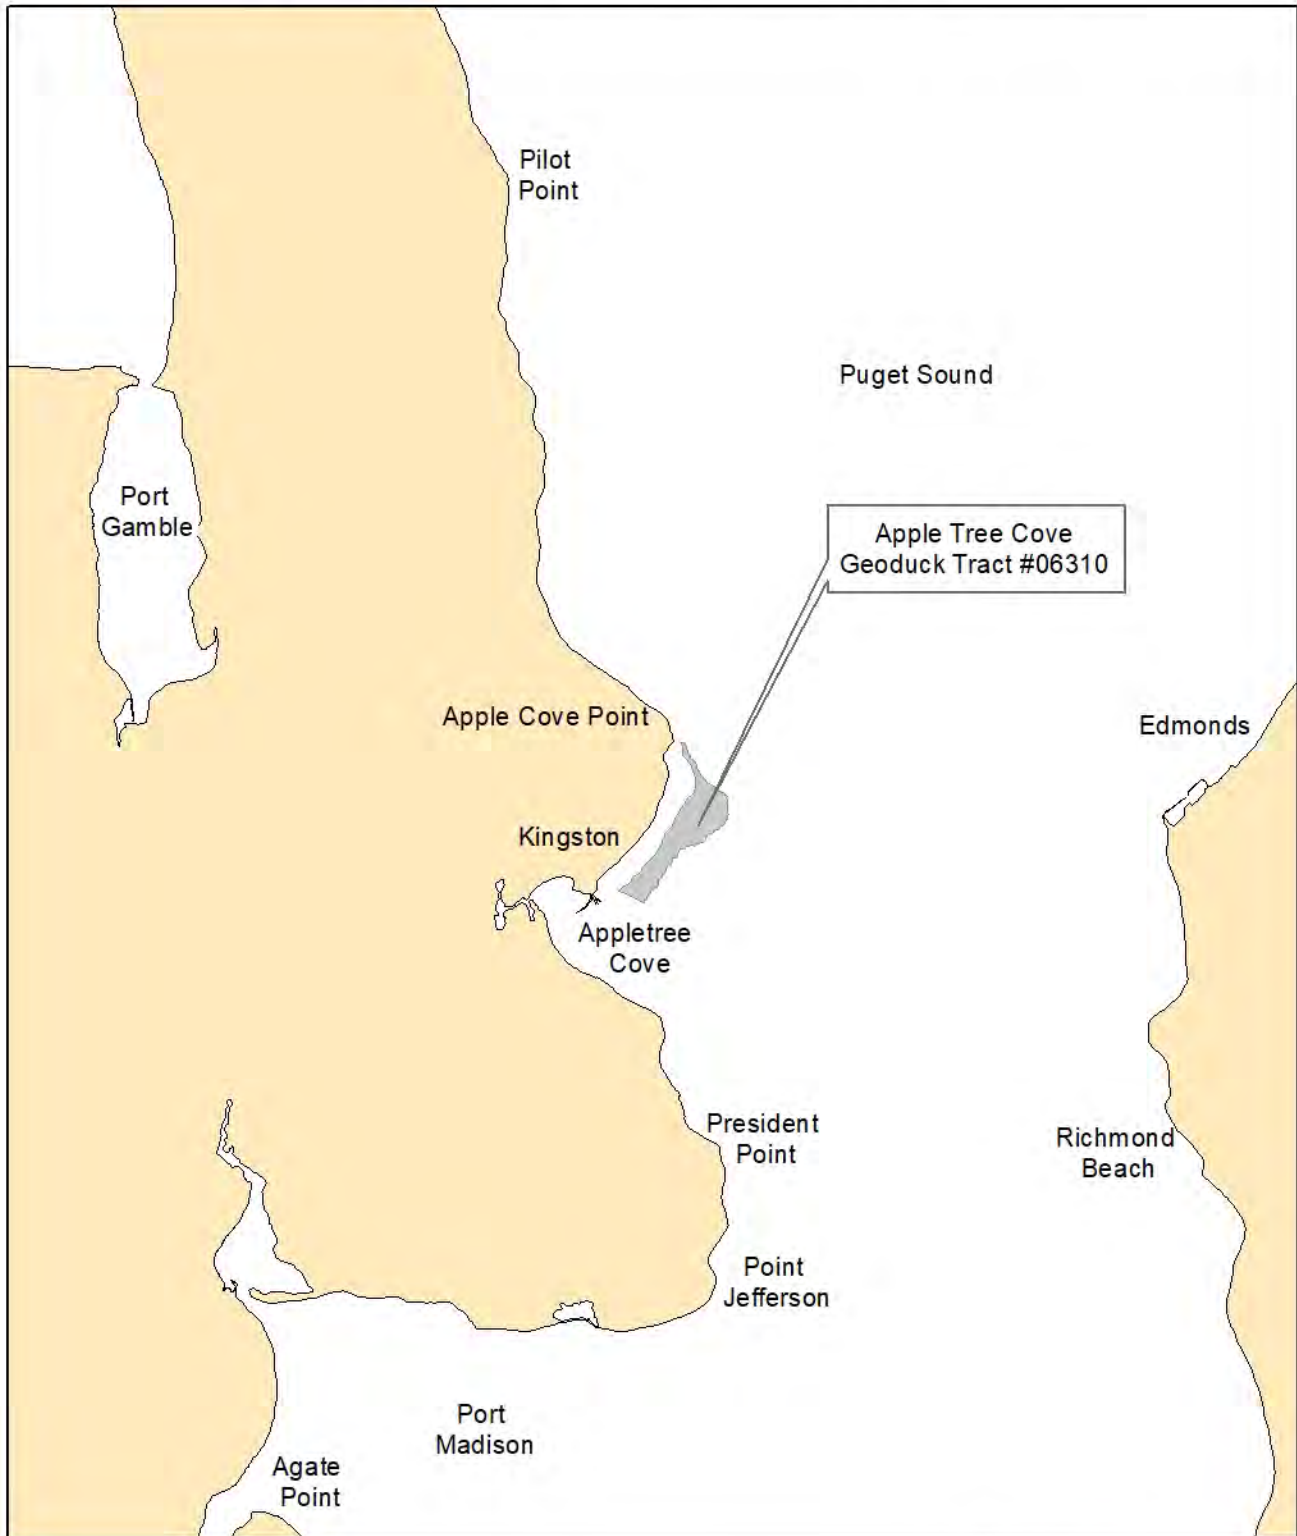 Pilot
Point
Puget Sound
Port
Gamble
Apple Tree Cove
Geoduck Tract #06310
Apple Cove Point
Edmonds
Kingston
Appletree
Cove
President
Point
Richmond
Beach
Point
Jefferson
Port
Madison
Agate
Point